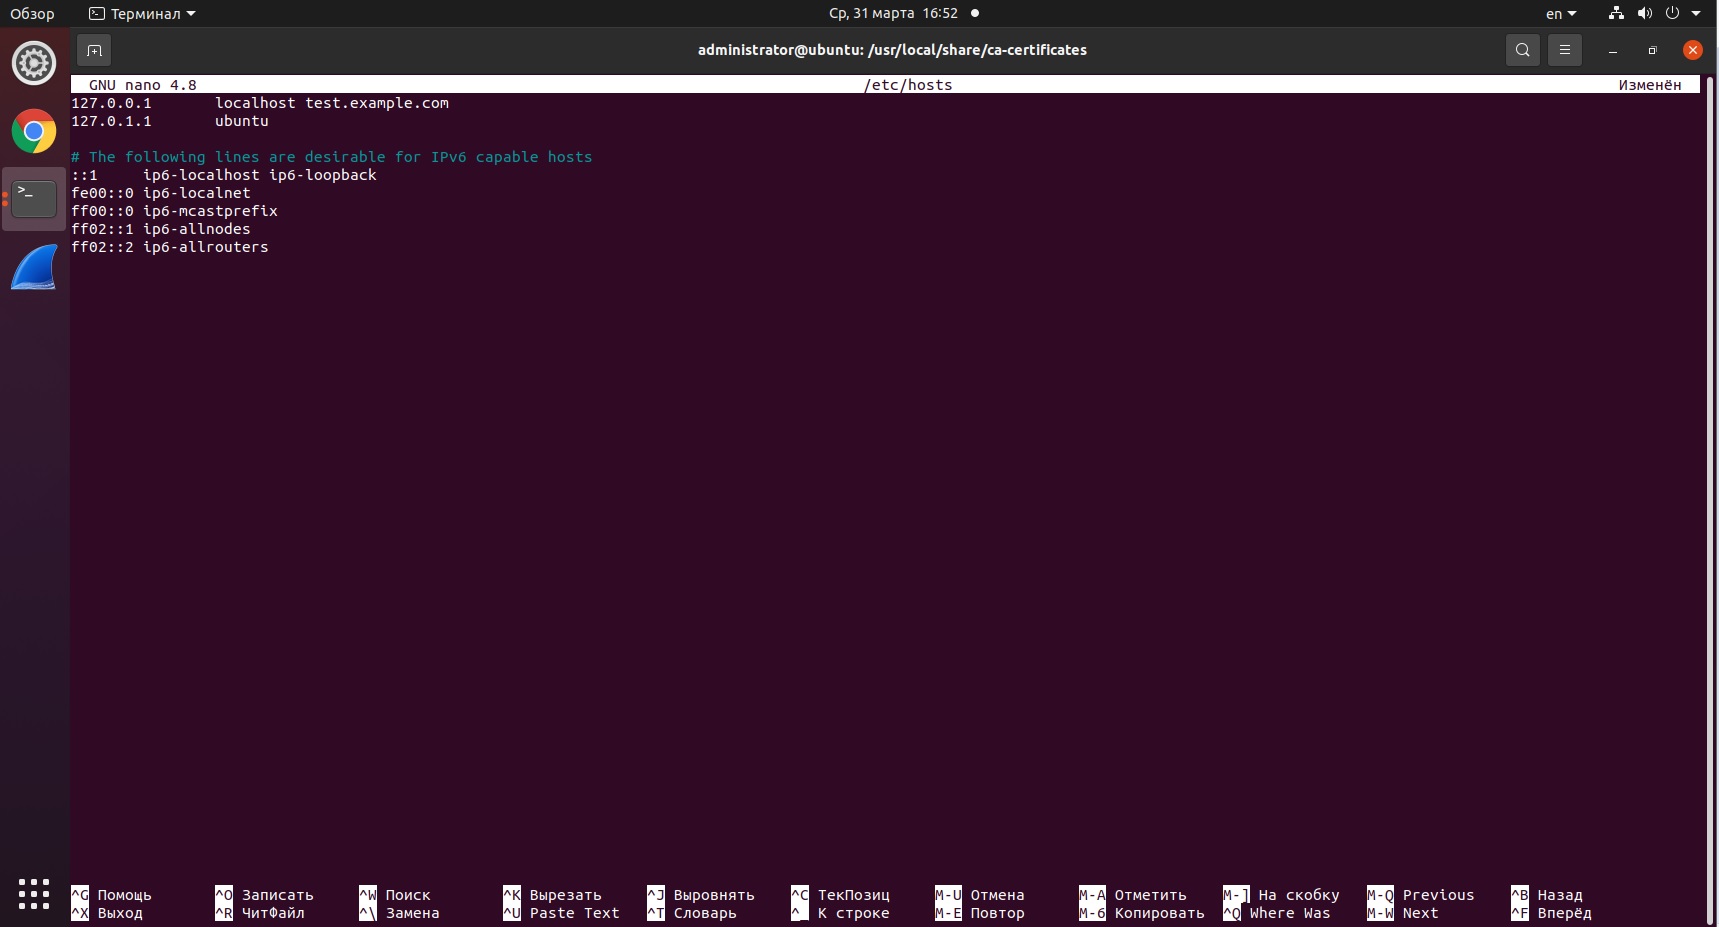 Обзор Терминал Ср, 31 марта 16:52 en
administrator@ubuntu: /usr/local/share/ca-certificates
GNU nano 4.8 /etc/hosts Изменён
127.0.0.1 localhost test.example.com
127.0.1.1 ubuntu
# The following lines are desirable for IPv6 capable hosts
::1 ip6-localhost ip6-loopback
fe00::0 ip6-localnet
ff00::0 ip6-mcastprefix
ff02::1 ip6-allnodes
ff02::2 ip6-allrouters
^G Помощь ^O Записать ^W Поиск ^K Вырезать ^J Выровнять ^C ТекПозиц M-U Отмена M-A Отметить M-] На скобку M-Q Previous ^B Назад
^X Выход ^R ЧитФайл ^\ Замена ^U Paste Text ^T Словарь ^_ К строке M-E Повтор M-6 Копировать ^Q Where Was M-W Next ^F Вперёд